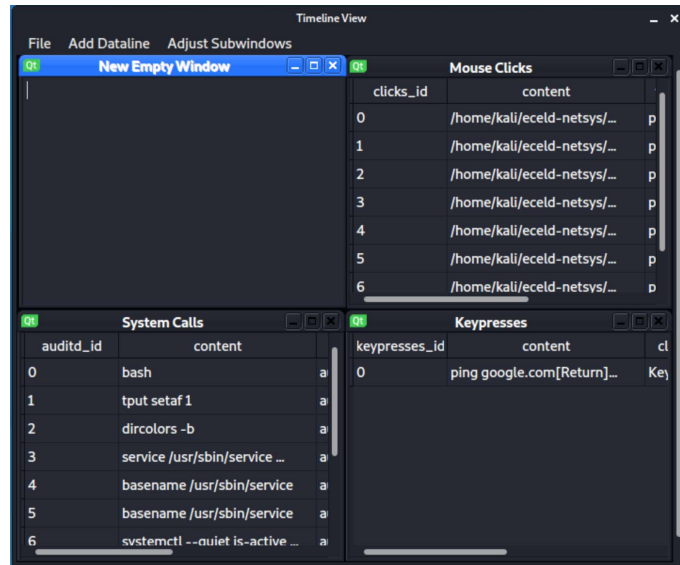 Timeline View
File Add Dataline Adjust Subwindows
Qt New Empty Window
Qt Mouse Clicks
clicks_id content
0 /home/kali/eceld-netsys/... p
1 /home/kali/eceld-netsys/... p
2 /home/kali/eceld-netsys/... p
3 /home/kali/eceld-netsys/... p
4 /home/kali/eceld-netsys/... p
5 /home/kali/eceld-netsys/... p
6 /home/kali/eceld-netsys/... p
Qt System Calls
auditd_id content
0 bash a
1 tput setaf 1 a
2 dircolors -b a
3 service /usr/sbin/service ... a
4 basename /usr/sbin/service a
5 basename /usr/sbin/service a
6 systemctl --quiet is-active ... a
Qt Keypresses
keypresses_id content cl
0 ping google.com[Return]... Key